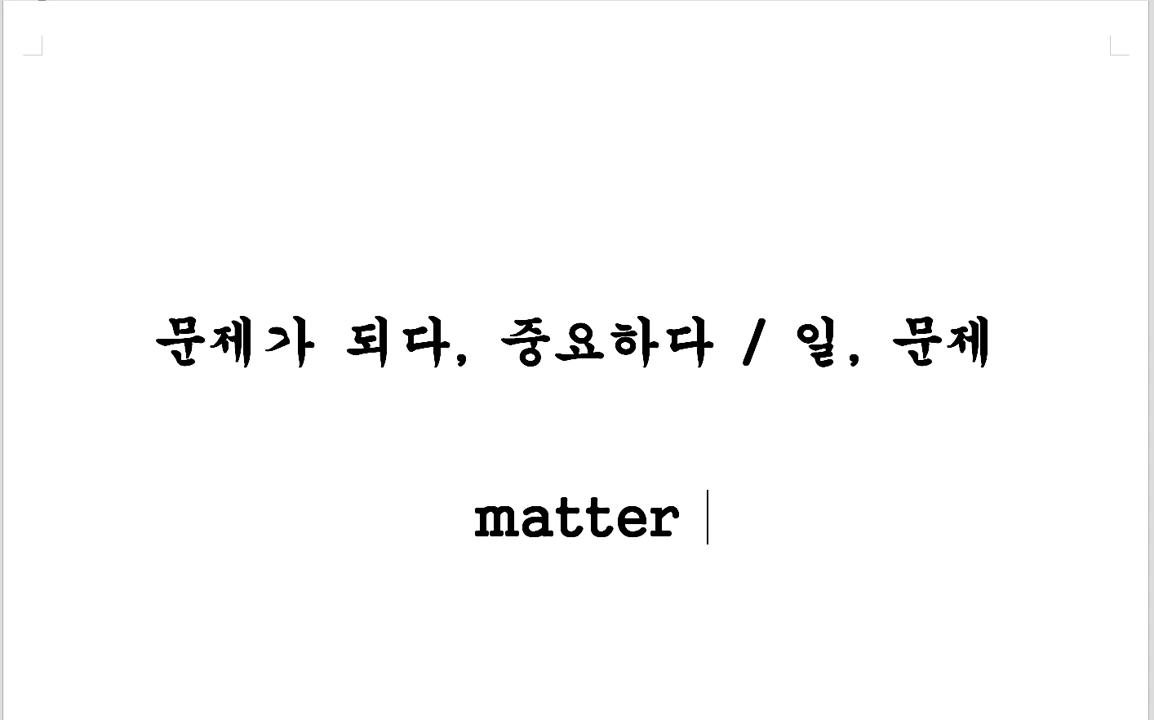 문제가 되다, 중요하다 / 일, 문제
matter